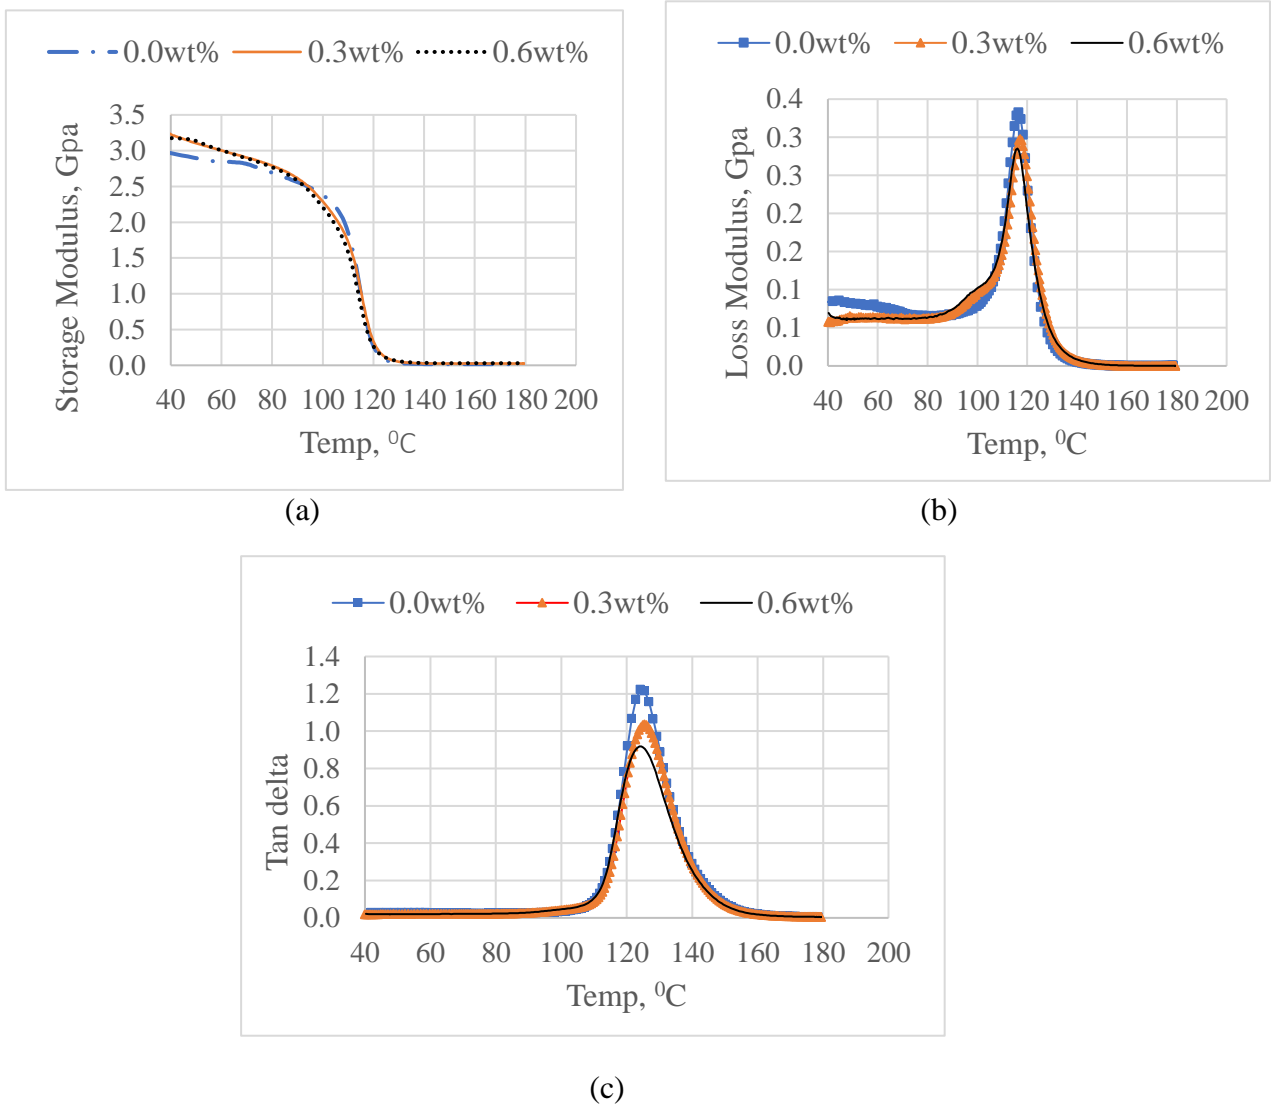 0.0wt% 0.3wt% 0.6wt%
3.5
3.0
2.5
2.0
1.5
1.0
0.5
0.0
Storage Modulus, Gpa
40 60 80 100 120 140 160 180 200
Temp, ⁰C
(a)
0.0wt% 0.3wt% 0.6wt%
0.4
0.3
0.3
0.2
0.2
0.1
0.1
0.0
Loss Modulus, Gpa
40 60 80 100 120 140 160 180 200
Temp, ⁰C
(b)
0.0wt% 0.3wt% 0.6wt%
1.4
1.2
1.0
0.8
0.6
0.4
0.2
0.0
Tan delta
40 60 80 100 120 140 160 180 200
Temp, ⁰C
(c)